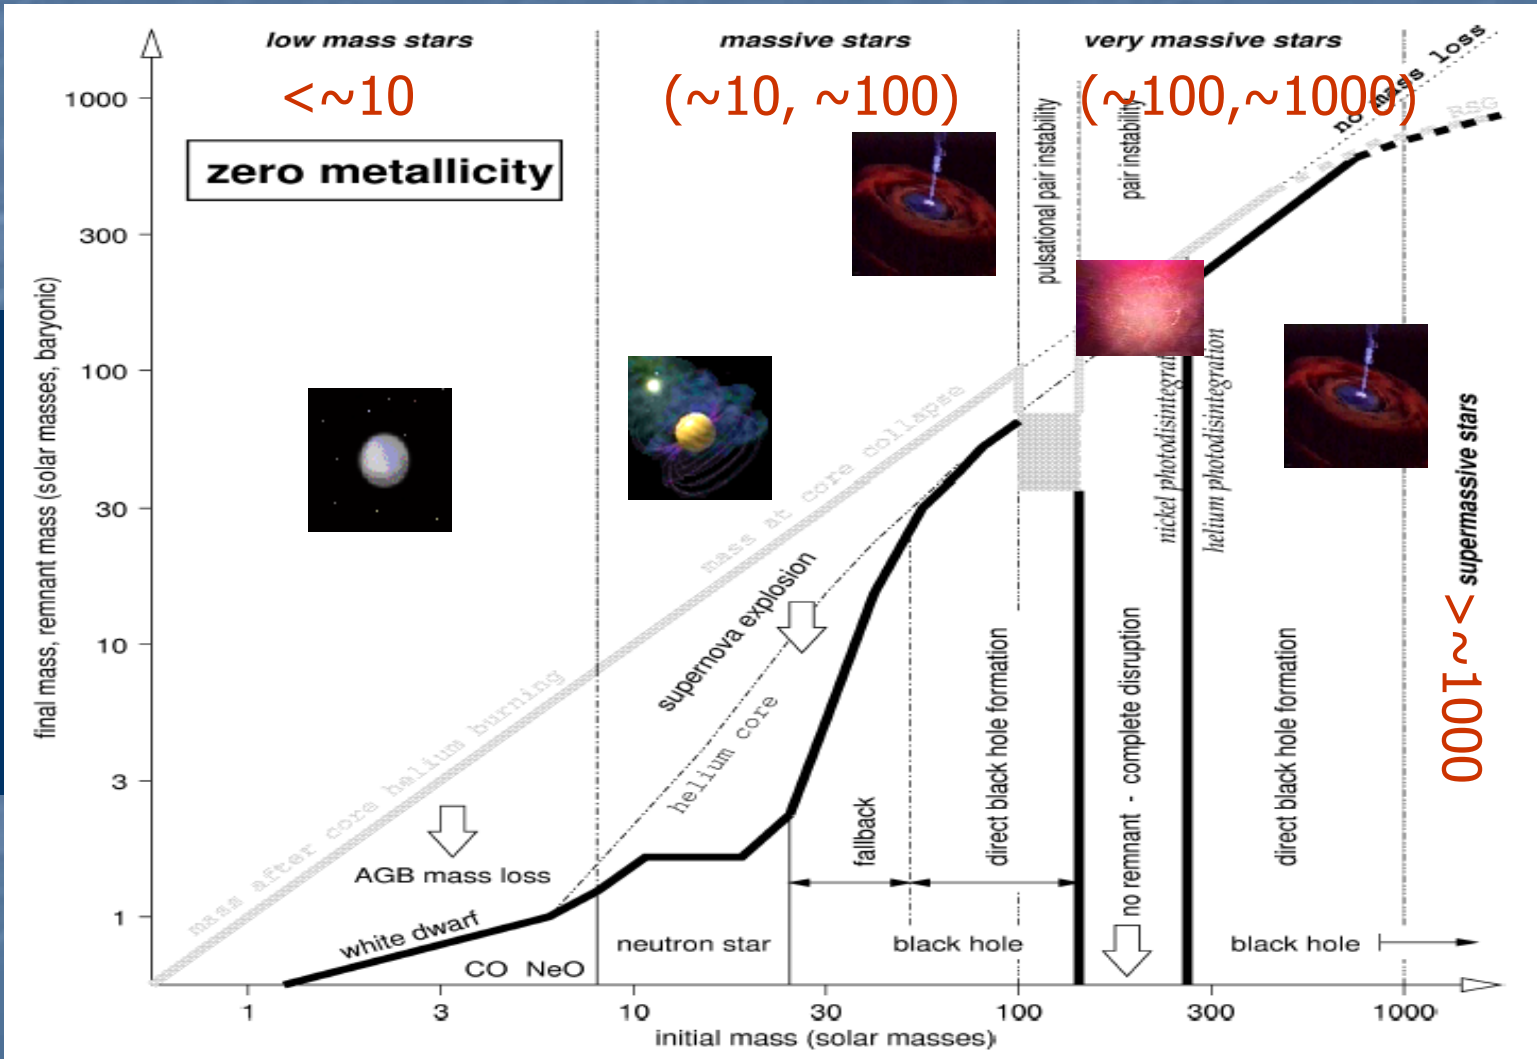 low mass stars
massive stars
very massive stars
<~10
(~10, ~100)
(~100,~1000)
zero metallicity
no mass loss
RSG
pulsational pair instability
pair instability
1000
300
100
30
10
3
1
final mass, remnant mass (solar masses, baryonic)
mass after core helium burning
mass at core collapse
supernova explosion
helium core
nickel photodisintegrat
helium photodisintegration
supermassive stars
>~1000
AGB mass loss
white dwarf
CO NeO
neutron star
fallback
direct black hole formation
black hole
no remnant - complete disruption
direct black hole formation
black hole
1
3
10
30
100
300
1000
initial mass (solar masses)